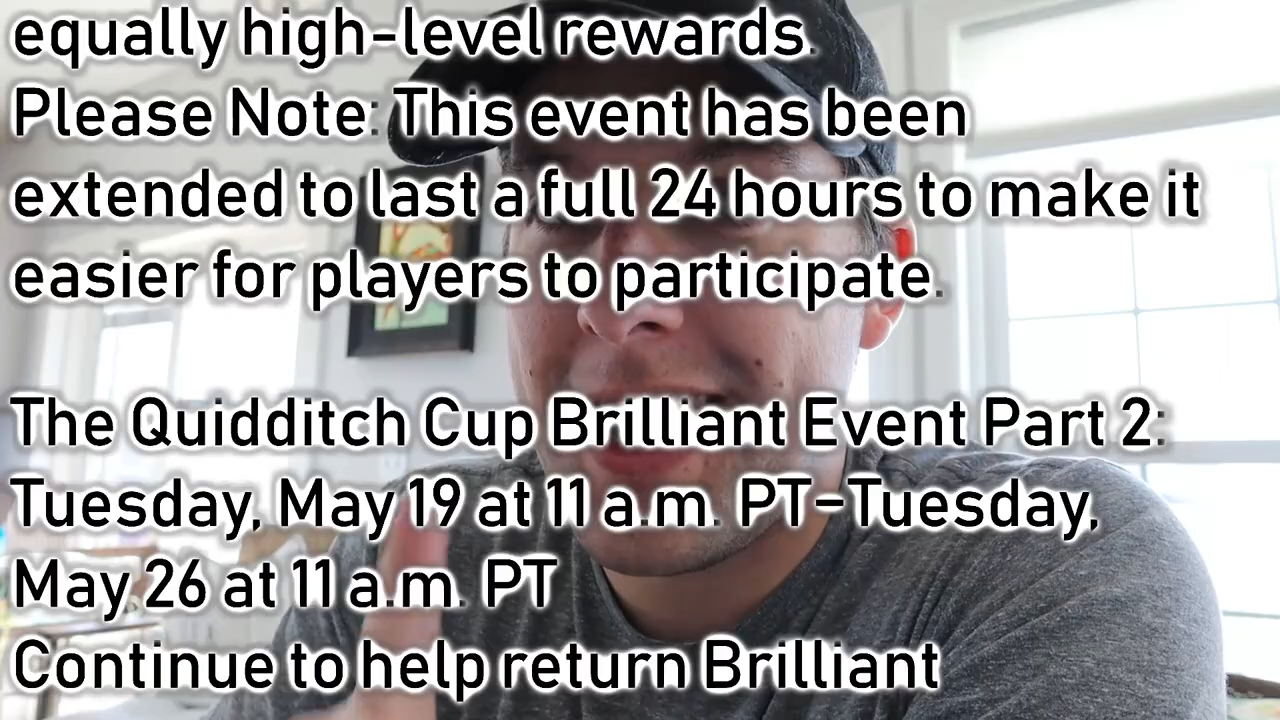 equally high-level rewards.
Please Note: This event has been
extended to last a full 24 hours to make it
easier for players to participate.
The Quidditch Cup Brilliant Event Part 2:
Tuesday, May 19 at 11 a.m. PT–Tuesday,
May 26 at 11 a.m. PT
Continue to help return Brilliant